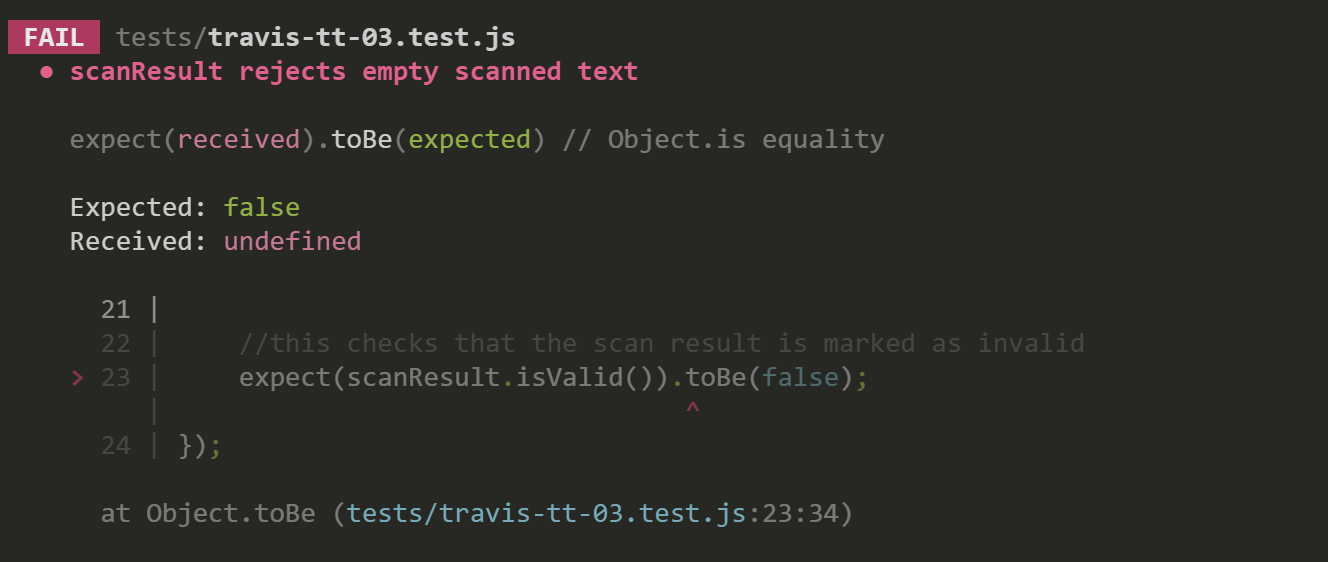 FAIL tests/travis-tt-03.test.js
● scanResult rejects empty scanned text
expect(received).toBe(expected) // Object.is equality
Expected: false
Received: undefined
21 |
22 | //this checks that the scan result is marked as invalid
> 23 | expect(scanResult.isValid()).toBe(false);
| ^
24 | });
at Object.toBe (tests/travis-tt-03.test.js:23:34)